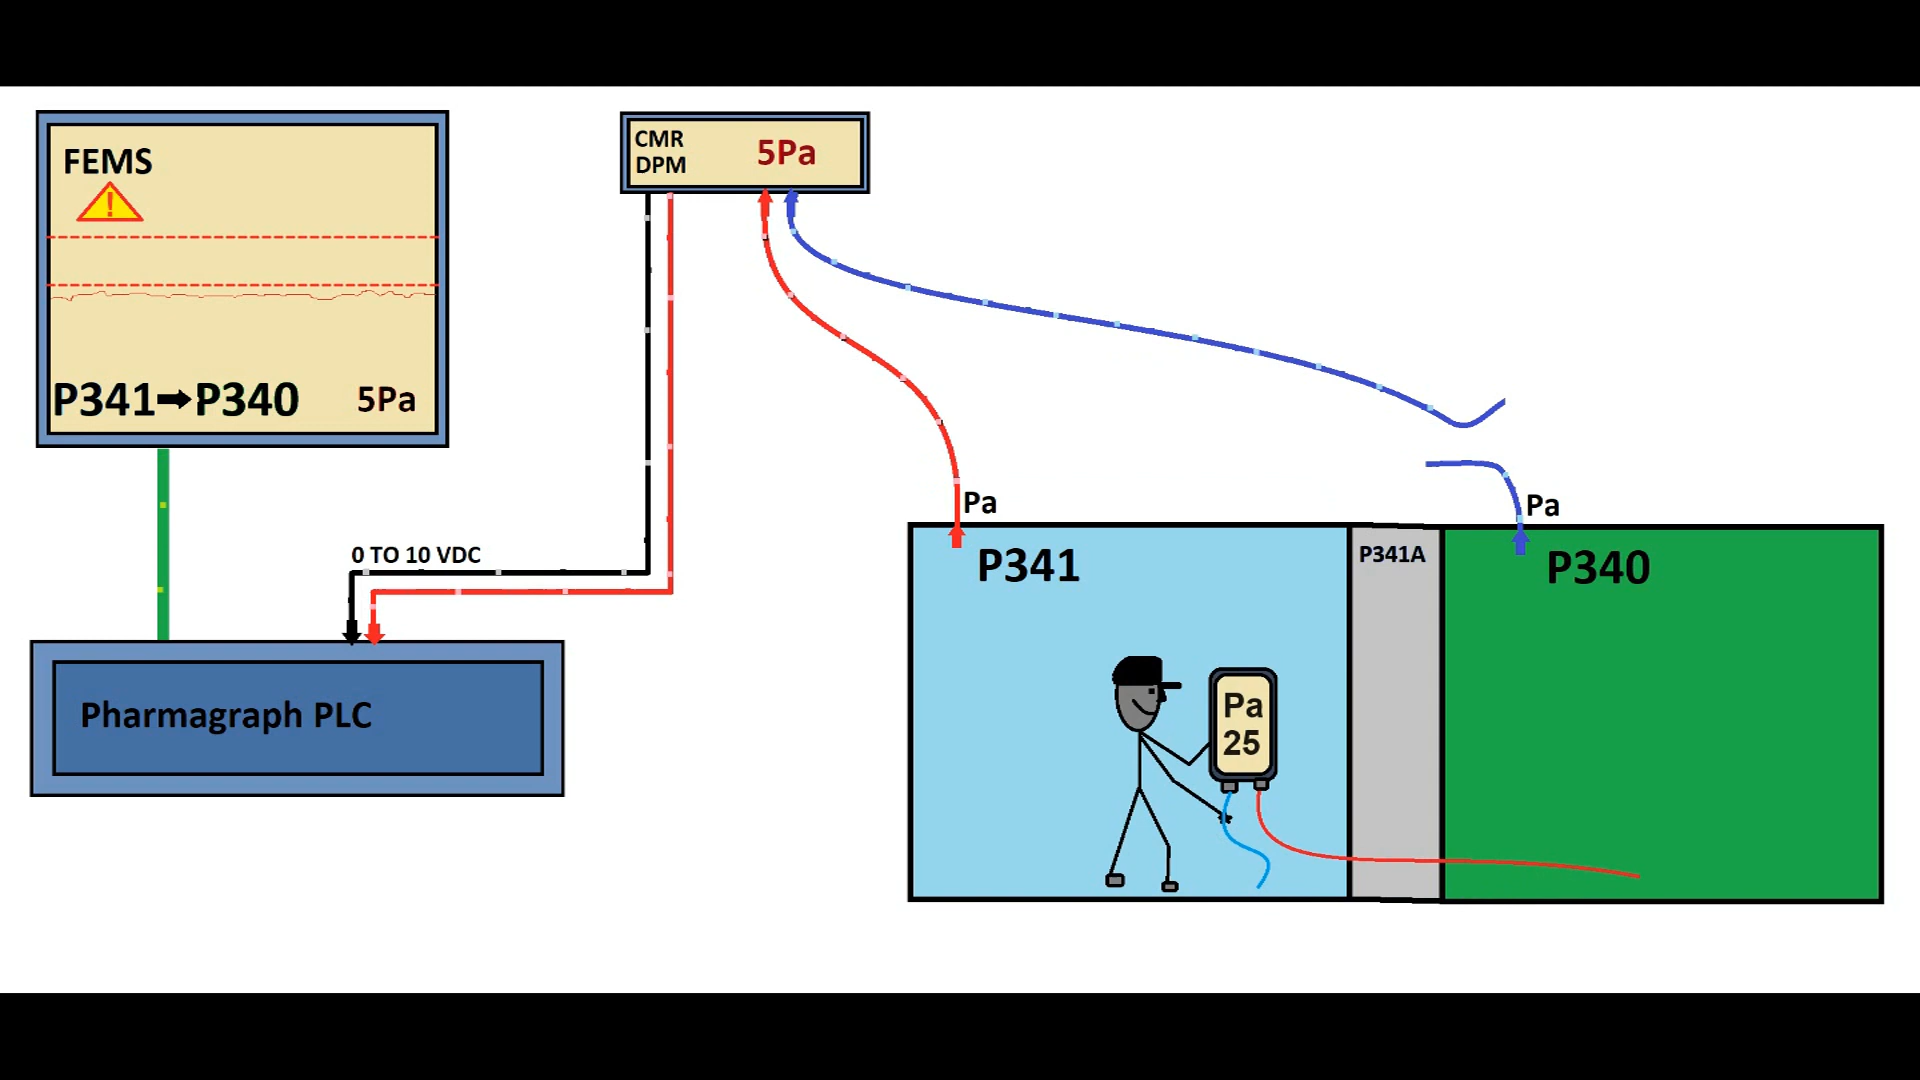 FEMS
!
P341➡P340 5Pa
CMR
DPM
5Pa
0 TO 10 VDC
Pharmagraph PLC
Pa
Pa
P341
P341A
P340
Pa
25